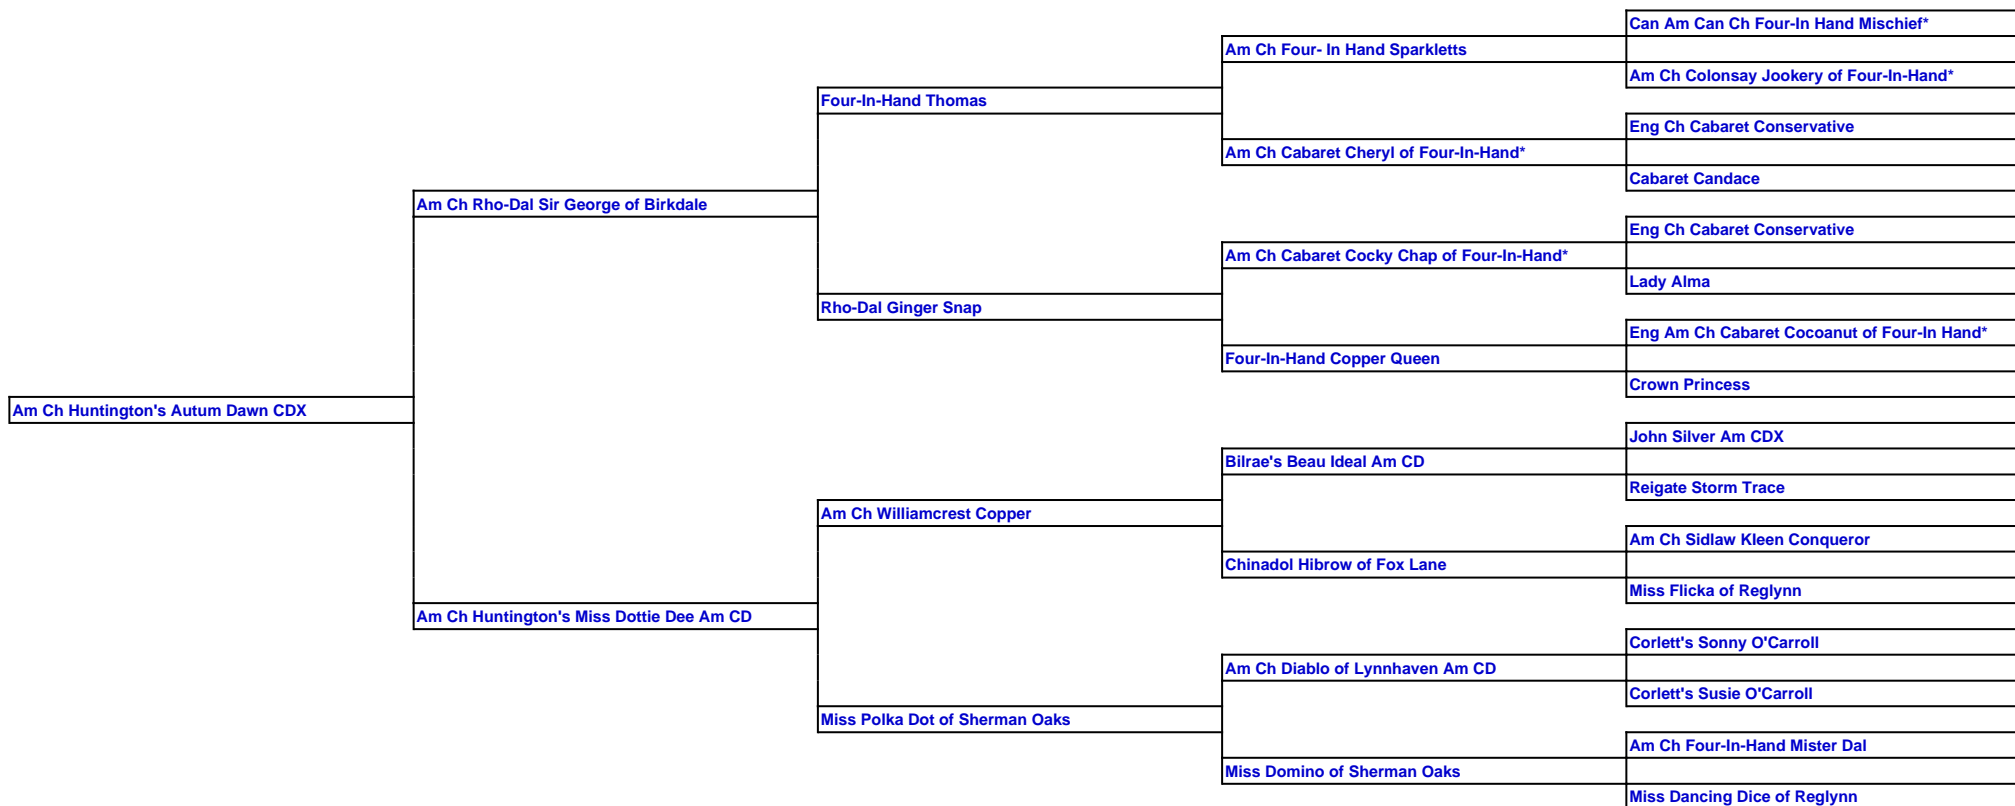 Can Am Can Ch Four-In Hand Mischief*
Am Ch Four- In Hand Sparkletts
Am Ch Colonsay Jookery of Four-In-Hand*
Four-In-Hand Thomas
Eng Ch Cabaret Conservative
Am Ch Cabaret Cheryl of Four-In-Hand*
Cabaret Candace
Am Ch Rho-Dal Sir George of Birkdale
Eng Ch Cabaret Conservative
Am Ch Cabaret Cocky Chap of Four-In-Hand*
Lady Alma
Rho-Dal Ginger Snap
Eng Am Ch Cabaret Cocoanut of Four-In Hand*
Four-In-Hand Copper Queen
Crown Princess
Am Ch Huntington's Autum Dawn CDX
John Silver Am CDX
Bilrae's Beau Ideal Am CD
Reigate Storm Trace
Am Ch Williamcrest Copper
Am Ch Sidlaw Kleen Conqueror
Chinadol Hibrow of Fox Lane
Miss Flicka of Reglynn
Am Ch Huntington's Miss Dottie Dee Am CD
Corlett's Sonny O'Carroll
Am Ch Diablo of Lynnhaven Am CD
Corlett's Susie O'Carroll
Miss Polka Dot of Sherman Oaks
Am Ch Four-In-Hand Mister Dal
Miss Domino of Sherman Oaks
Miss Dancing Dice of Reglynn